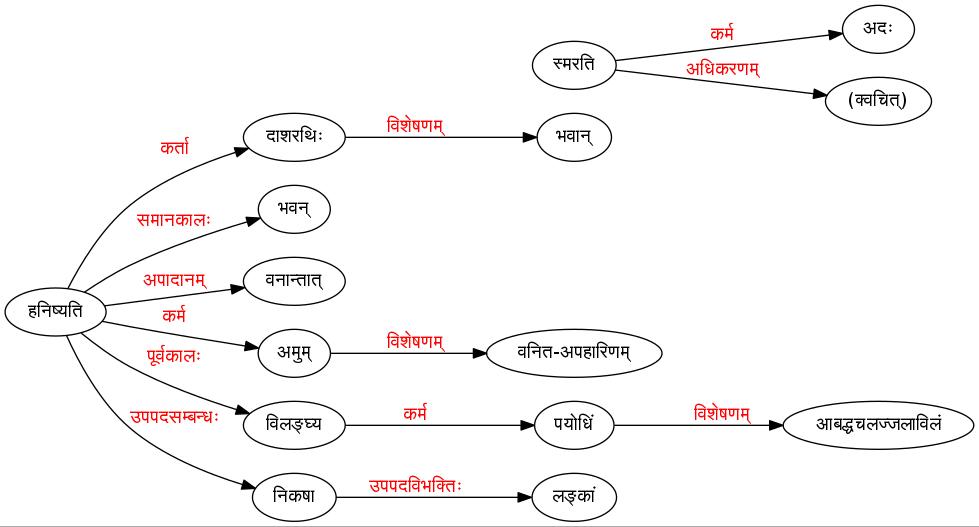 कर्म
अदः
स्मरति
अधिकरणम्
(क्वचित्)
कर्ता
दाशरथिः
विशेषणम्
भवान्
समानकालः
भवन्
अपादानम्
वनान्तात्
हनिष्यति
कर्म
अमुम्
विशेषणम्
वनित-अपहारिणम्
पूर्वकालः
विलङ्घ्य
कर्म
पयोधिं
विशेषणम्
आबद्धचलज्जलाविलं
उपपदसम्बन्धः
निकषा
उपपदविभक्तिः
लङ्कां